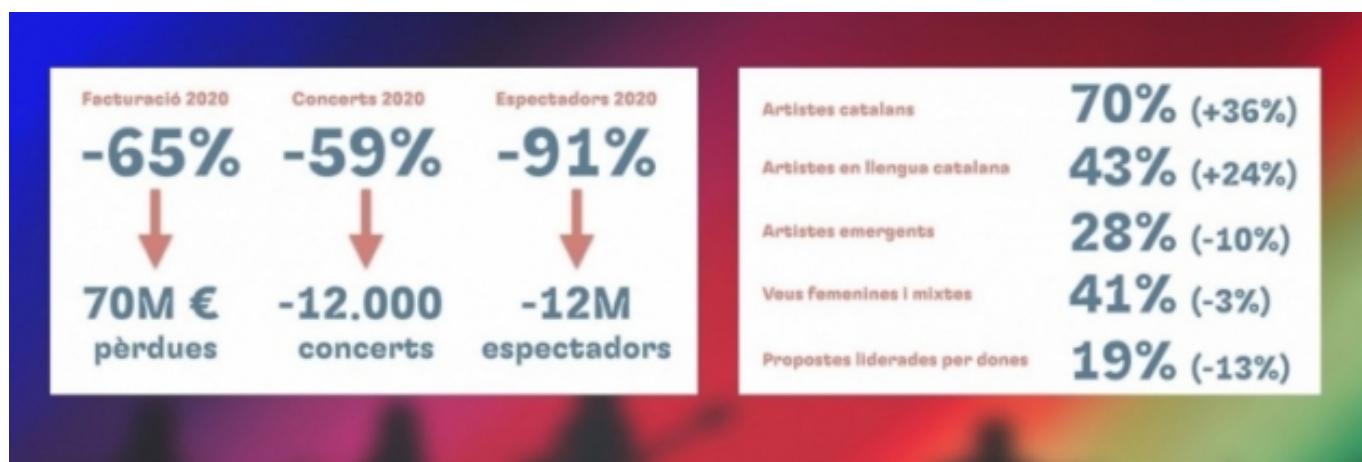 Facturació 2020
-65%
70M €
pèrdues
Concerts 2020
-59%
-12.000
concerts
Espectadors 2020
-91%
-12M
espectadors
Artistes catalans 70% (+36%)
Artistes en llengua catalana 43% (+24%)
Artistes emergents 28% (-10%)
Veus femenines i mixtes 41% (-3%)
Propostes liderades per dones 19% (-13%)